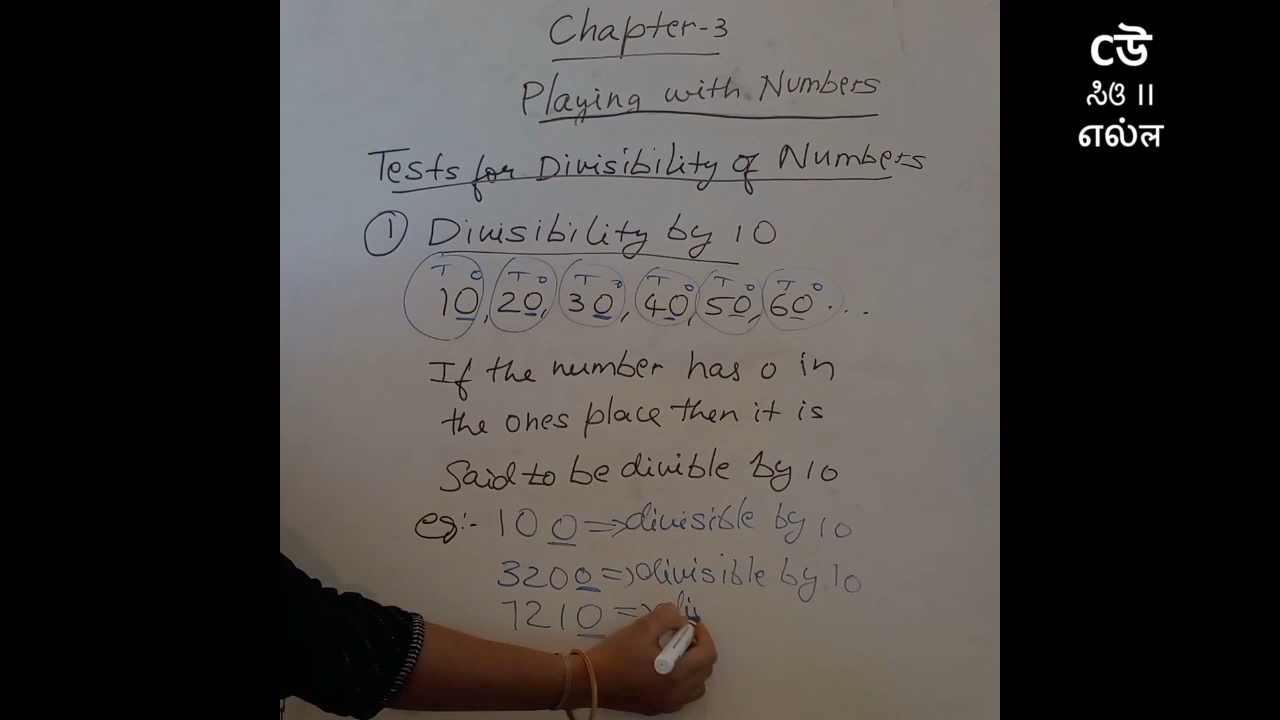 Chapter-3
Playing with Numbers
Tests for Divisibility of Numbers
① Divisibility by 10
T O T O T O T O T O T O
10, 20, 30, 40, 50, 60 . . .
If the number has 0 in
the ones place then it is
Said to be divible by 10
eg:- 100 => divisible by 10
3200 => divisible by 10
7210 => di
Cউ
ಸಿଓ ॥
எல்ல